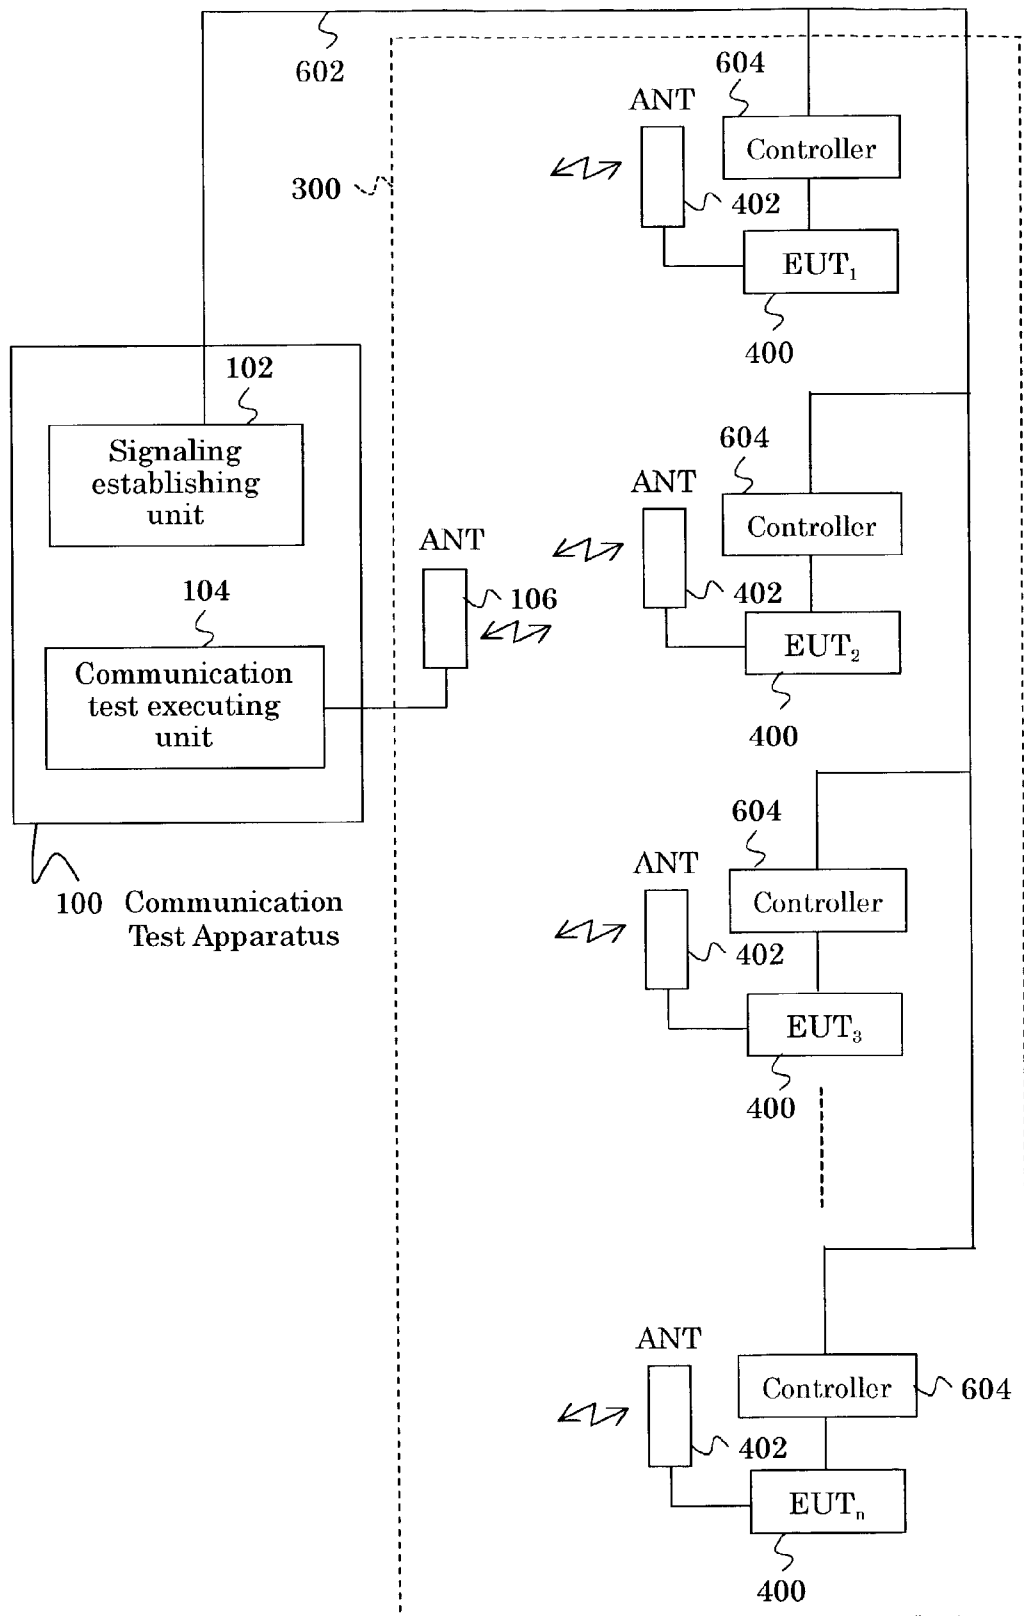 602
604
ANT
Controller
300
402
EUT₁
400
102
Signaling
establishing
unit
604
ANT
Controller
ANT
104
106
402
EUT₂
Communication
test executing
unit
400
604
ANT
Controller
100 Communication
Test Apparatus
402
EUT₃
400
ANT
Controller
604
402
EUTₙ
400